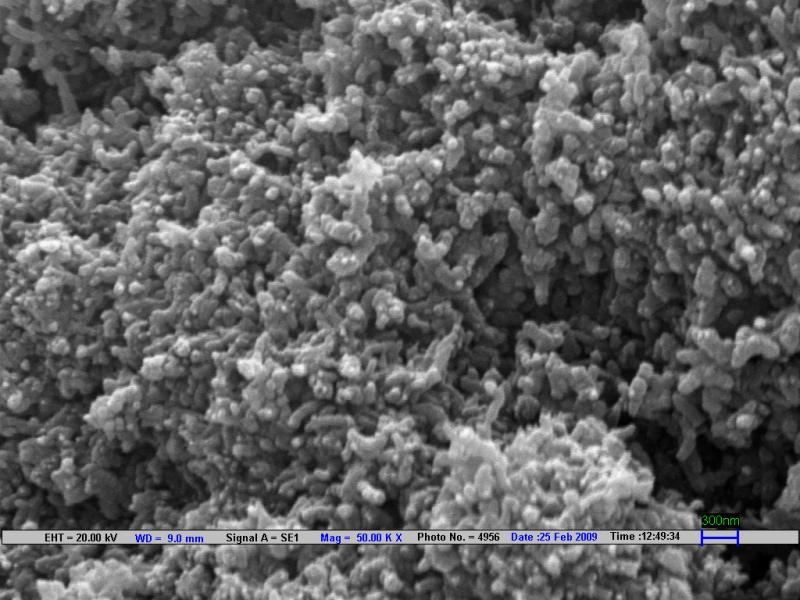 300nm
EHT = 20.00 kV WD = 9.0 mm Signal A = SE1 Mag = 50.00 K X Photo No. = 4956 Date :25 Feb 2009 Time :12:49:34